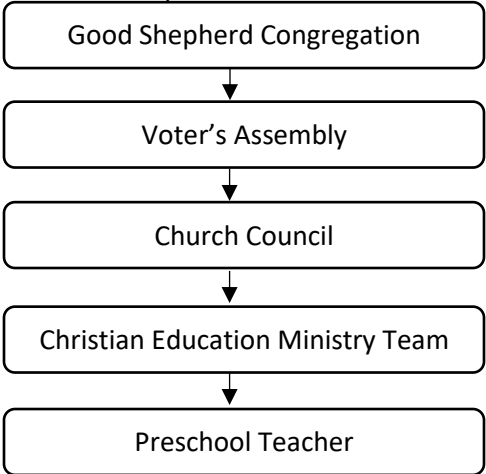 Good Shepherd Congregation
Voter’s Assembly
Church Council
Christian Education Ministry Team
Preschool Teacher